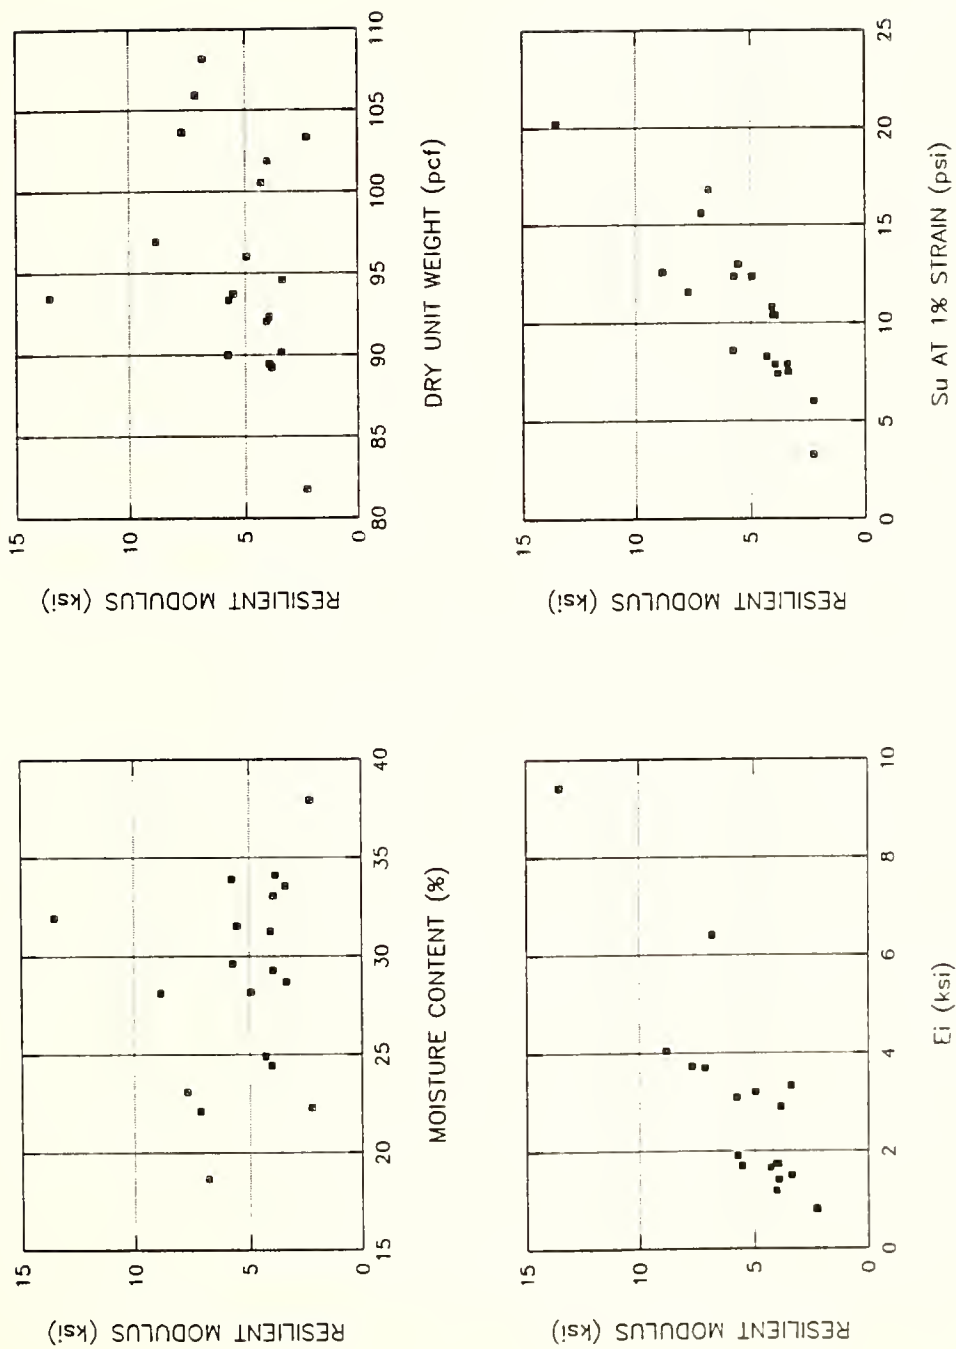 RESILIENT MODULUS (ksi)
15
10
5
0
15 20 25 30 35 40
MOISTURE CONTENT (%)
RESILIENT MODULUS (ksi)
15
10
5
0
80 85 90 95 100 105 110
DRY UNIT WEIGHT (pcf)
RESILIENT MODULUS (ksi)
15
10
5
0
0 2 4 6 8 10
Ei (ksi)
RESILIENT MODULUS (ksi)
15
10
5
0
0 5 10 15 20 25
Su AT 1% STRAIN (psi)